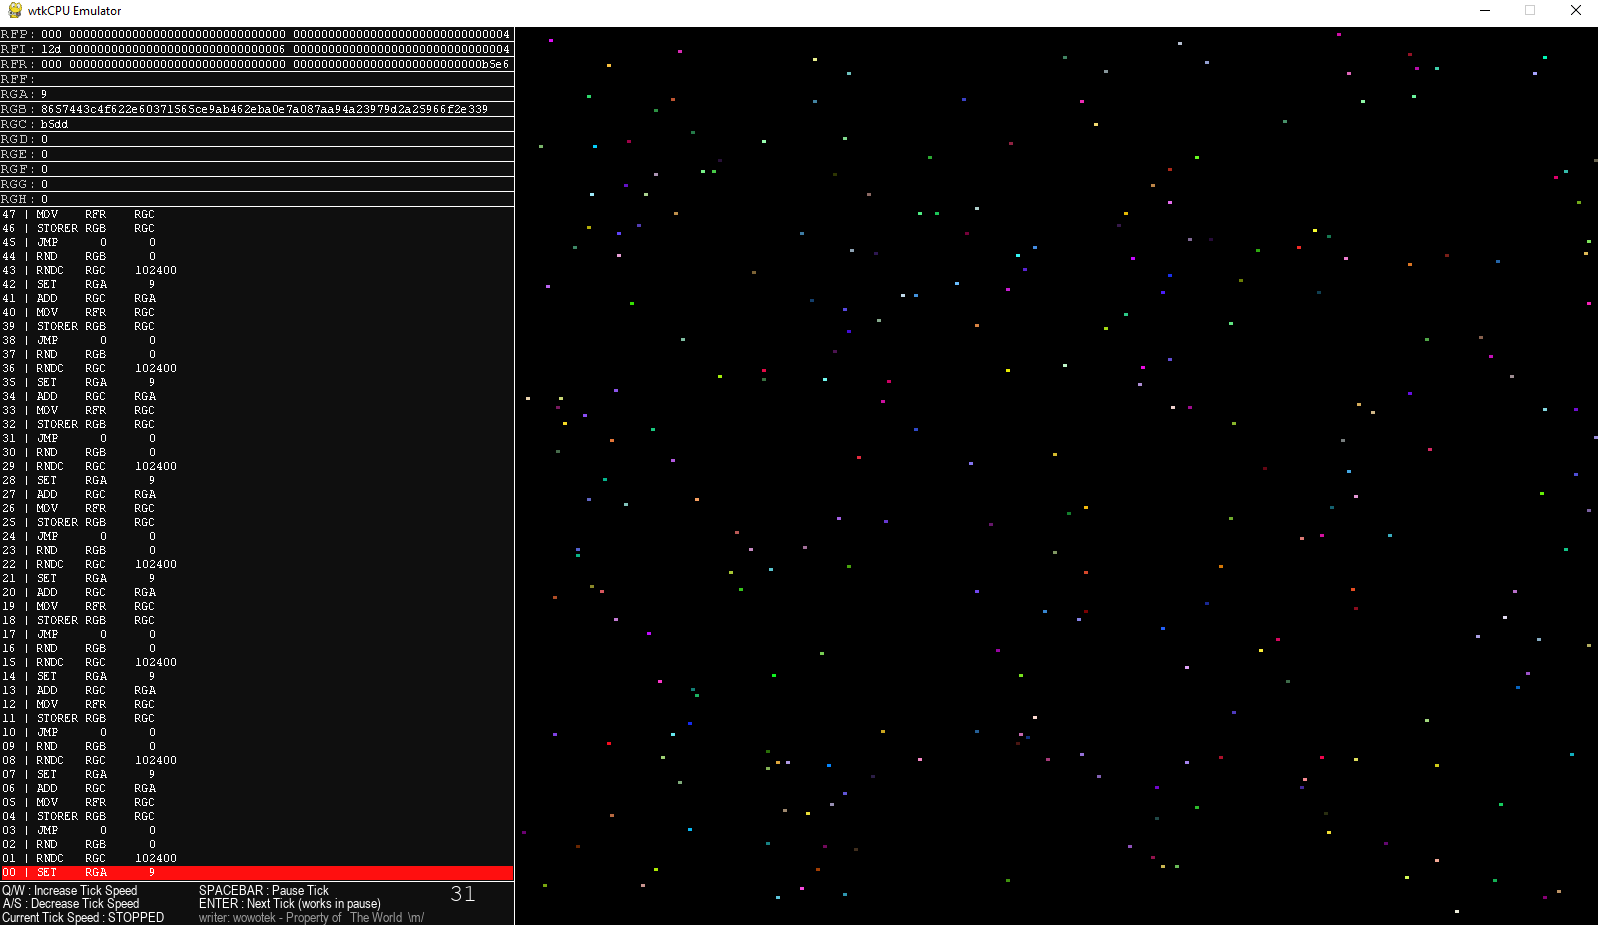 wtkCPU Emulator
RFP: 000 0000000000000000000000000000000 0000000000000000000000000000004
RFI: 12d 0000000000000000000000000000006 0000000000000000000000000000004
RFR: 000 0000000000000000000000000000000 000000000000000000000000000b5e6
RFF:
RGA: 9
RGB: 8657443c4f622e60371565ce9ab462eba0e7a087aa94a23979d2a25966f2e339
RGC: b5dd
RGD: 0
RGE: 0
RGF: 0
RGG: 0
RGH: 0
47 | MOV RFR RGC
46 | STORER RGB RGC
45 | JMP 0 0
44 | RND RGB 0
43 | RNDC RGC 102400
42 | SET RGA 9
41 | ADD RGC RGA
40 | MOV RFR RGC
39 | STORER RGB RGC
38 | JMP 0 0
37 | RND RGB 0
36 | RNDC RGC 102400
35 | SET RGA 9
34 | ADD RGC RGA
33 | MOV RFR RGC
32 | STORER RGB RGC
31 | JMP 0 0
30 | RND RGB 0
29 | RNDC RGC 102400
28 | SET RGA 9
27 | ADD RGC RGA
26 | MOV RFR RGC
25 | STORER RGB RGC
24 | JMP 0 0
23 | RND RGB 0
22 | RNDC RGC 102400
21 | SET RGA 9
20 | ADD RGC RGA
19 | MOV RFR RGC
18 | STORER RGB RGC
17 | JMP 0 0
16 | RND RGB 0
15 | RNDC RGC 102400
14 | SET RGA 9
13 | ADD RGC RGA
12 | MOV RFR RGC
11 | STORER RGB RGC
10 | JMP 0 0
09 | RND RGB 0
08 | RNDC RGC 102400
07 | SET RGA 9
06 | ADD RGC RGA
05 | MOV RFR RGC
04 | STORER RGB RGC
03 | JMP 0 0
02 | RND RGB 0
01 | RNDC RGC 102400
00 | SET RGA 9
Q/W : Increase Tick Speed SPACEBAR : Pause Tick 31
A/S : Decrease Tick Speed ENTER : Next Tick (works in pause)
Current Tick Speed : STOPPED writer: wowotek - Property of The World \m/